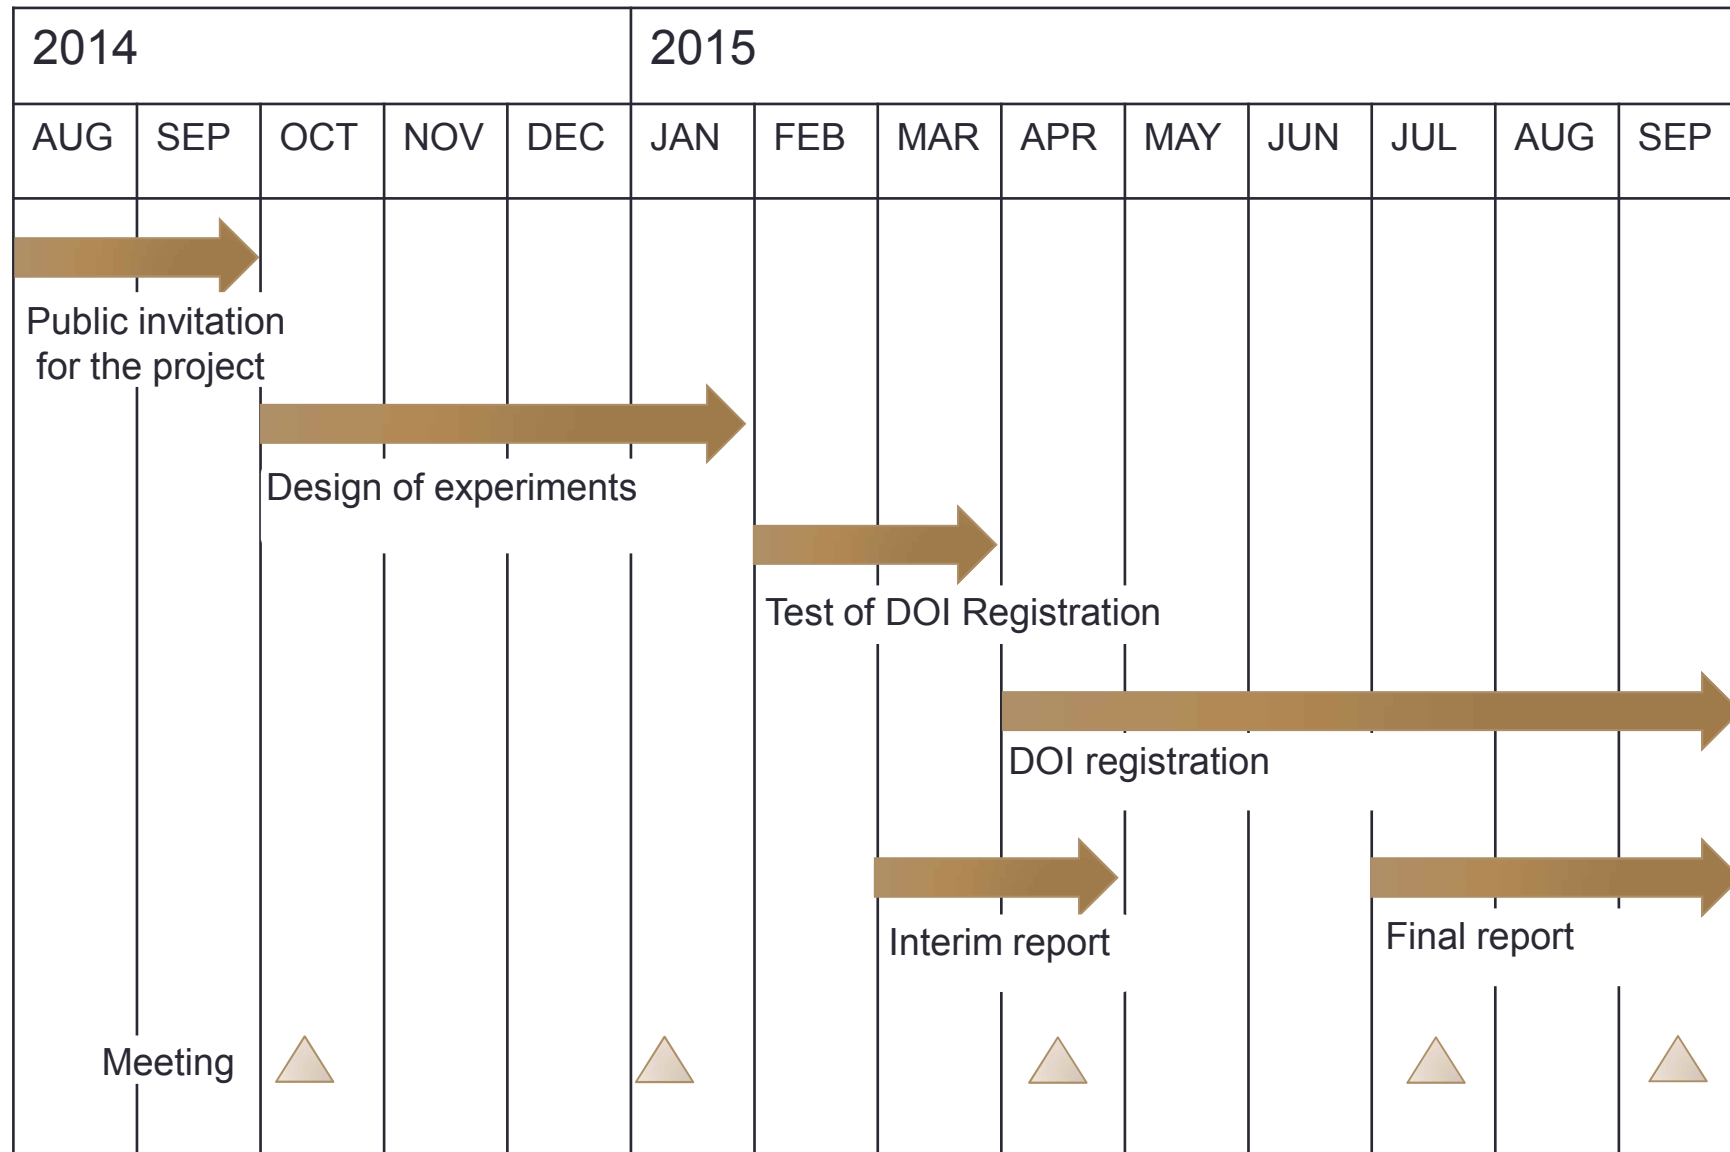 2014 2015
AUG SEP OCT NOV DEC JAN FEB MAR APR MAY JUN JUL AUG SEP
Public invitation
for the project
Design of experiments
Test of DOI Registration
DOI registration
Interim report
Final report
Meeting